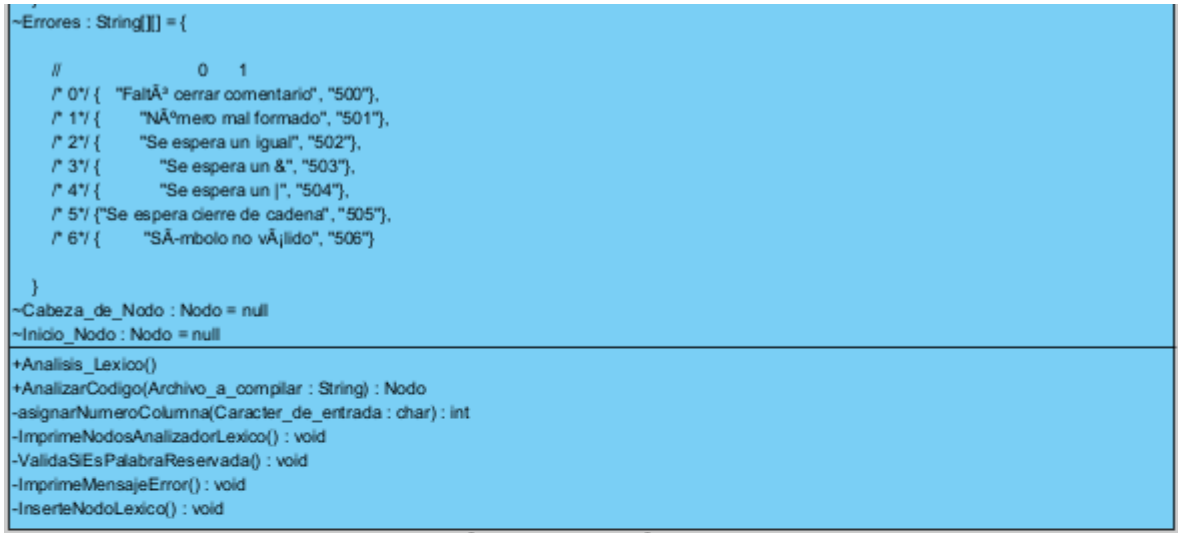 ~Errores : String[][] = {
// 0 1
/* 0*/ { "FaltÃ³ cerrar comentario", "500"},
/* 1*/ { "NÃºmero mal formado", "501"},
/* 2*/ { "Se espera un igual", "502"},
/* 3*/ { "Se espera un &", "503"},
/* 4*/ { "Se espera un |", "504"},
/* 5*/ {"Se espera cierre de cadena", "505"},
/* 6*/ { "SÃ-mbolo no vÃ¡lido", "506"}
}
~Cabeza_de_Nodo : Nodo = null
~Inicio_Nodo : Nodo = null
+Analisis_Lexico()
+AnalizarCodigo(Archivo_a_compilar : String) : Nodo
-asignarNumeroColumna(Caracter_de_entrada : char) : int
-ImprimeNodosAnalizadorLexico() : void
-ValidaSiEsPalabraReservada() : void
-ImprimeMensajeError() : void
-InserteNodoLexico() : void